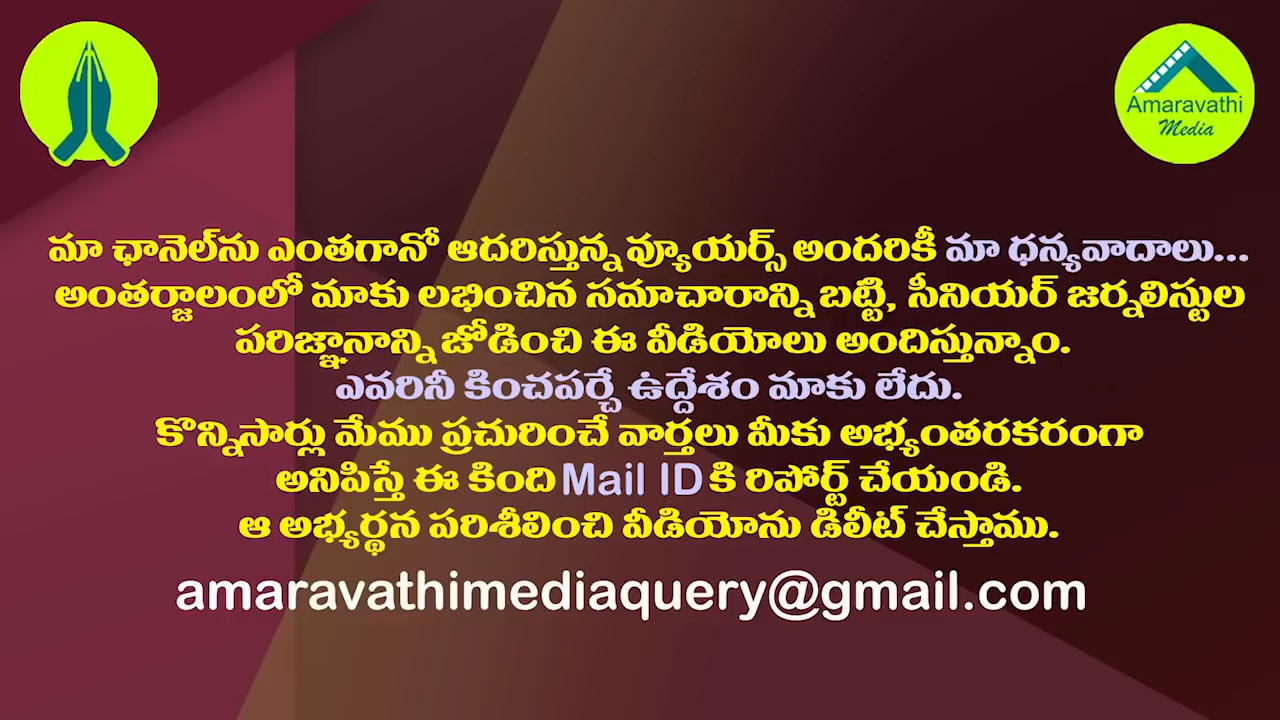 Amaravathi
Media
మా ఛానెల్‌ను ఎంతగానో ఆదరిస్తున్న వ్యూయర్స్ అందరికీ మా ధన్యవాదాలు...
అంతర్జాలంలో మాకు లభించిన సమాచారాన్ని బట్టి, సీనియర్ జర్నలిస్టుల
పరిజ్ఞానాన్ని జోడించి ఈ వీడియోలు అందిస్తున్నాం.
ఎవరినీ కించపర్చే ఉద్దేశం మాకు లేదు.
కొన్నిసార్లు మేము ప్రచురించే వార్తలు మీకు అభ్యంతరకరంగా
అనిపిస్తే ఈ కింది Mail ID కి రిపోర్ట్ చేయండి.
ఆ అభ్యర్థన పరిశీలించి వీడియోను డిలీట్ చేస్తాము.
amaravathimediaquery@gmail.com